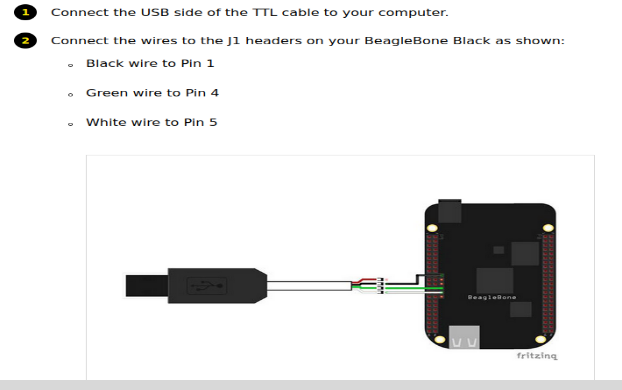 1 Connect the USB side of the TTL cable to your computer.
2 Connect the wires to the J1 headers on your BeagleBone Black as shown:
Black wire to Pin 1
Green wire to Pin 4
White wire to Pin 5
BeagleBone
fritzing